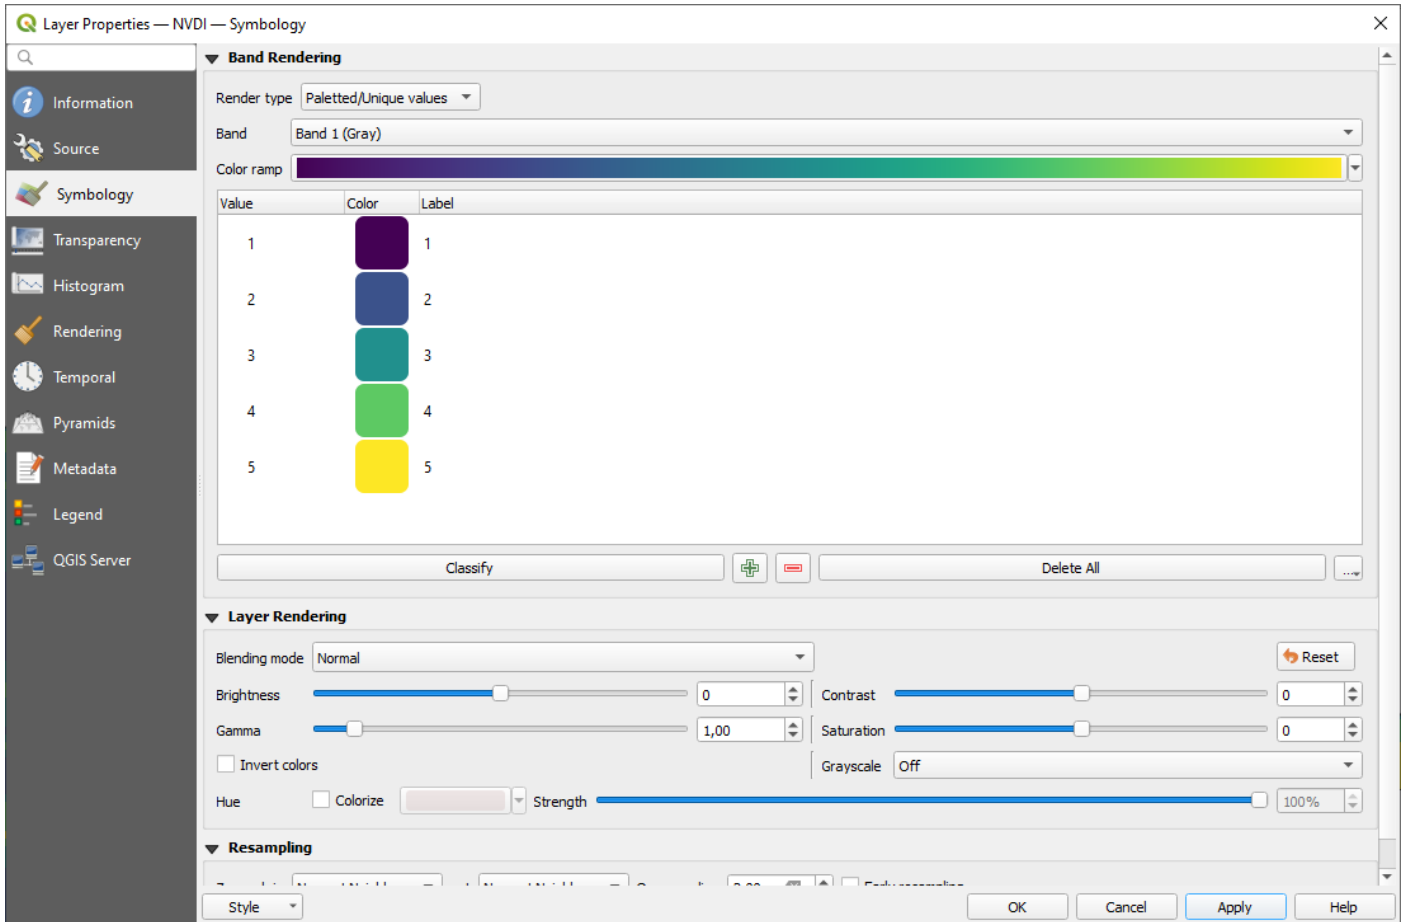 Layer Properties — NVDI — Symbology
Information
Source
Symbology
Transparency
Histogram
Rendering
Temporal
Pyramids
Metadata
Legend
QGIS Server
Band Rendering
Render type Paletted/Unique values
Band Band 1 (Gray)
Color ramp
Value Color Label
1 1
2 2
3 3
4 4
5 5
Classify Delete All ...
Layer Rendering
Blending mode Normal Reset
Brightness 0 Contrast 0
Gamma 1,00 Saturation 0
Invert colors Grayscale Off
Hue Colorize Strength 100%
Resampling
Style OK Cancel Apply Help